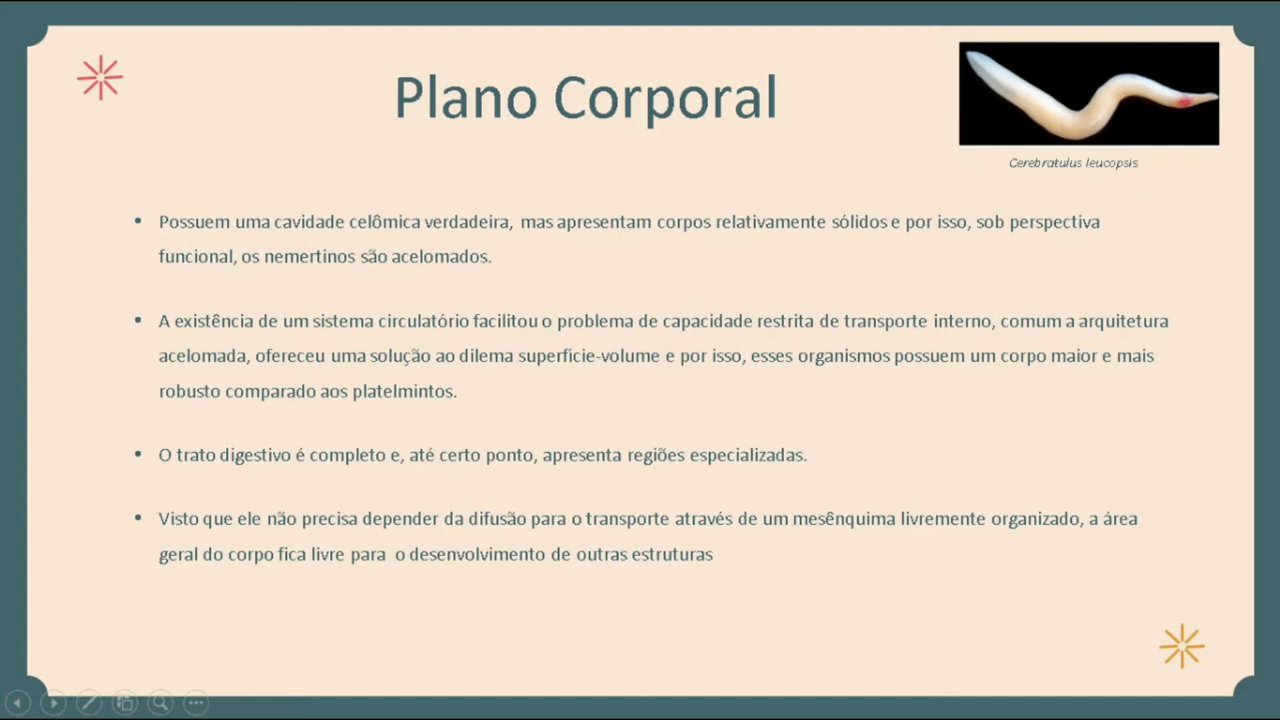 Plano Corporal
Cerebratulus leucopsis
• Possuem uma cavidade celômica verdadeira, mas apresentam corpos relativamente sólidos e por isso, sob perspectiva
funcional, os nemertinos são acelomados.
• A existência de um sistema circulatório facilitou o problema de capacidade restrita de transporte interno, comum a arquitetura
acelomada, ofereceu uma solução ao dilema superfície-volume e por isso, esses organismos possuem um corpo maior e mais
robusto comparado aos platelmintos.
• O trato digestivo é completo e, até certo ponto, apresenta regiões especializadas.
• Visto que ele não precisa depender da difusão para o transporte através de um mesênquima livremente organizado, a área
geral do corpo fica livre para o desenvolvimento de outras estruturas